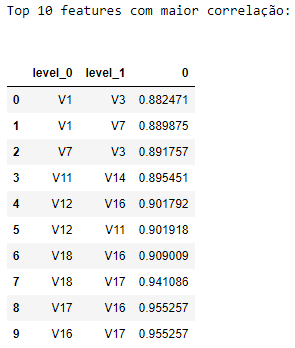 Top 10 features com maior correlação:
level_0 level_1 0
0 V1 V3 0.882471
1 V1 V7 0.889875
2 V7 V3 0.891757
3 V11 V14 0.895451
4 V12 V16 0.901792
5 V12 V11 0.901918
6 V18 V16 0.909009
7 V18 V17 0.941086
8 V17 V16 0.955257
9 V16 V17 0.955257